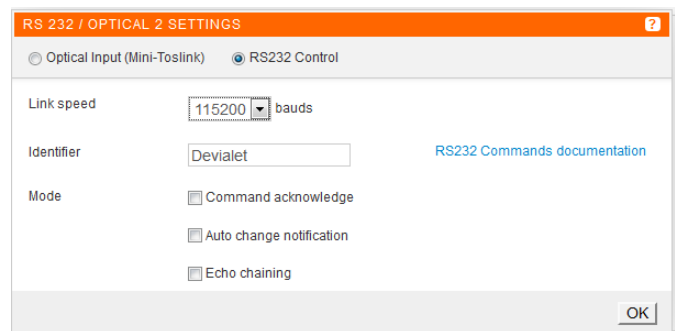 RS 232 / OPTICAL 2 SETTINGS ?
Optical Input (Mini-Toslink) RS232 Control
Link speed 115200 bauds
Identifier Devialet RS232 Commands documentation
Mode Command acknowledge
Auto change notification
Echo chaining
OK